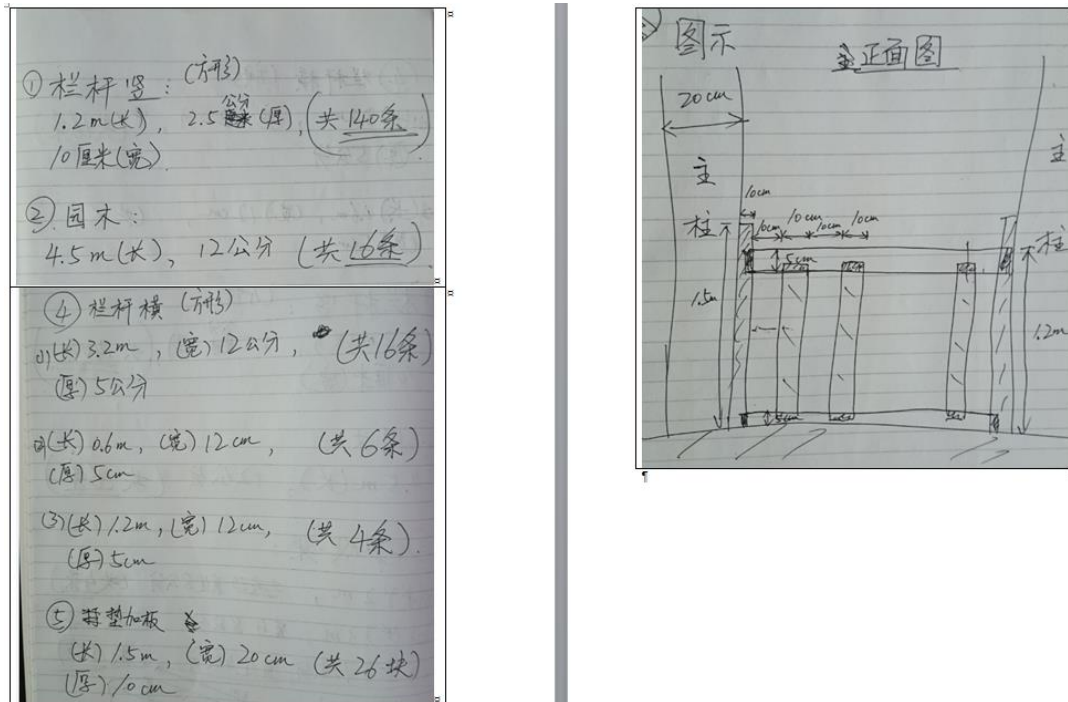 ① 栏杆竖: (方形)
1.2m(长), 2.5公分(厚), (共140条)
10厘米(宽)
② 园木:
4.5m(长), 12公分 (共16条)
④ 栏杆横 (方形)
(1)(长) 3.2m, (宽) 12公分, (共16条)
(厚) 5公分
(2)(长) 0.6m, (宽) 12cm, (共6条)
(厚) 5cm
(3)(长) 1.2m, (宽) 12cm, (共4条).
(厚) 5cm
⑤ 垫加板
(长) 1.5m, (宽) 20cm (共26块)
(厚) 10cm
图示
正面图
20cm
主
柱
10cm
10cm 10cm 10cm 10cm
5cm
1.5m
5cm
主
柱
1.2m